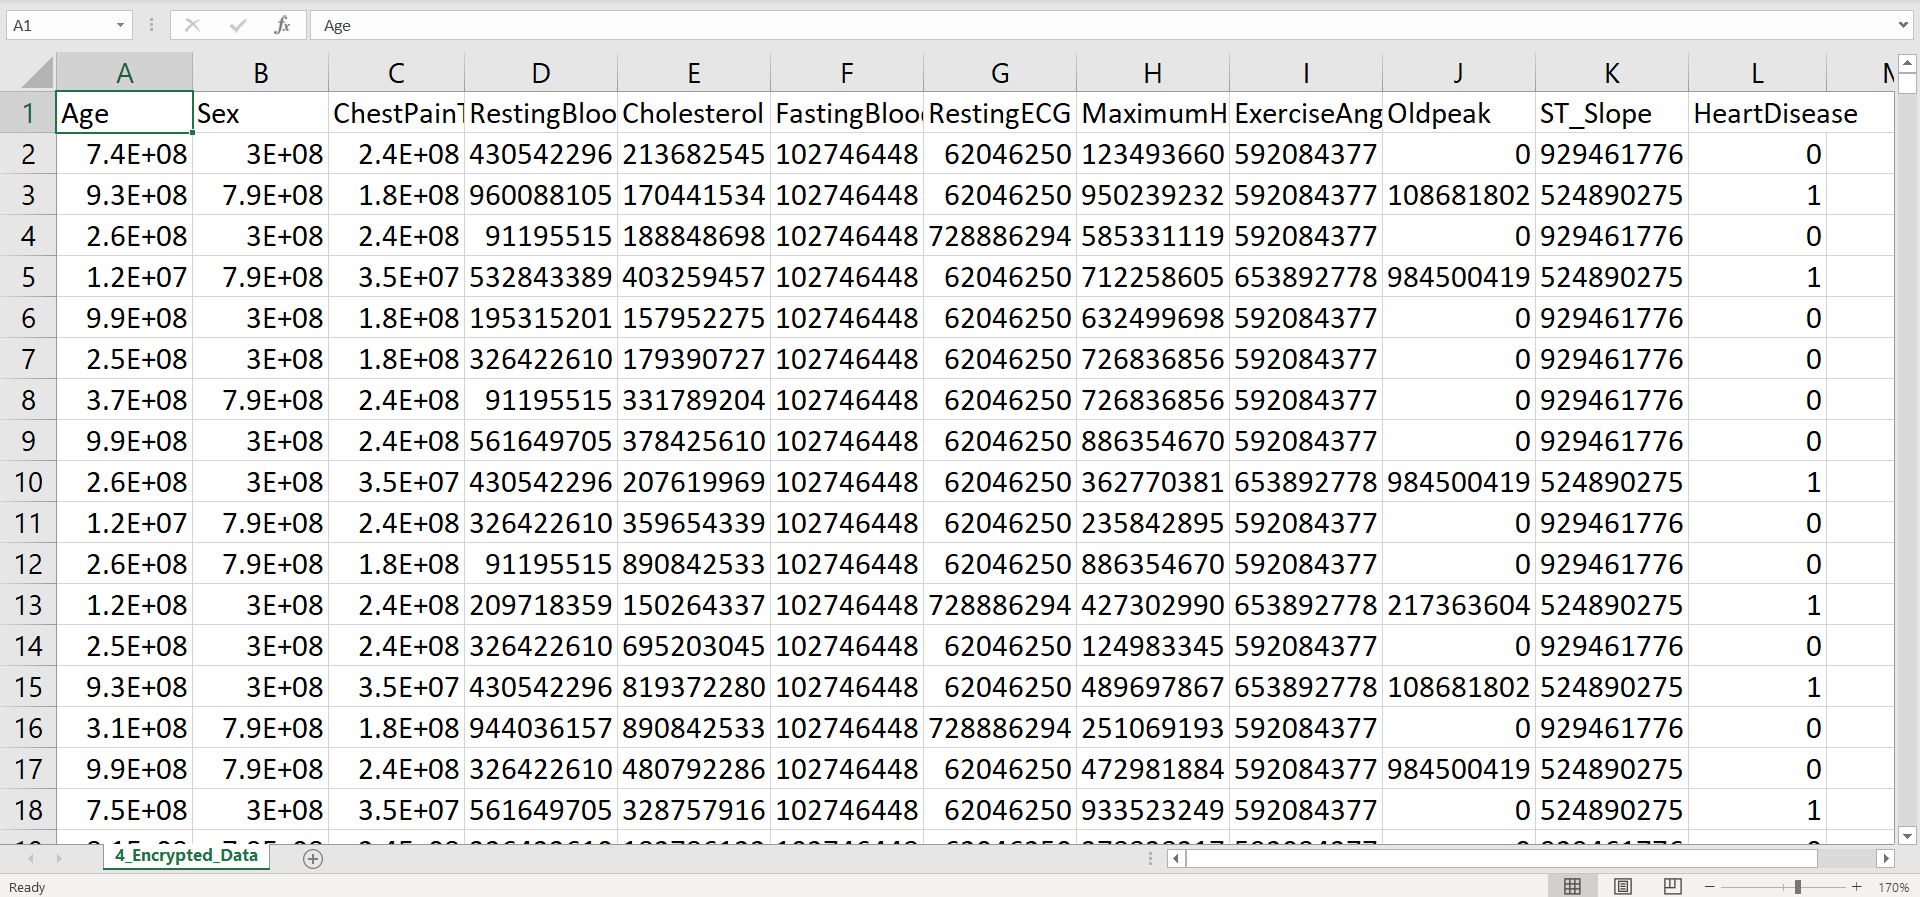 A1 fx Age
A B C D E F G H I J K L
1 Age Sex ChestPainT RestingBloo Cholesterol FastingBloo RestingECG MaximumH ExerciseAng Oldpeak ST_Slope HeartDisease
2 7.4E+08 3E+08 2.4E+08 430542296 213682545 102746448 62046250 123493660 592084377 0 929461776 0
3 9.3E+08 7.9E+08 1.8E+08 960088105 170441534 102746448 62046250 950239232 592084377 108681802 524890275 1
4 2.6E+08 3E+08 2.4E+08 91195515 188848698 102746448 728886294 585331119 592084377 0 929461776 0
5 1.2E+07 7.9E+08 3.5E+07 532843389 403259457 102746448 62046250 712258605 653892778 984500419 524890275 1
6 9.9E+08 3E+08 1.8E+08 195315201 157952275 102746448 62046250 632499698 592084377 0 929461776 0
7 2.5E+08 3E+08 1.8E+08 326422610 179390727 102746448 62046250 726836856 592084377 0 929461776 0
8 3.7E+08 7.9E+08 2.4E+08 91195515 331789204 102746448 62046250 726836856 592084377 0 929461776 0
9 9.9E+08 3E+08 2.4E+08 561649705 378425610 102746448 62046250 886354670 592084377 0 929461776 0
10 2.6E+08 3E+08 3.5E+07 430542296 207619969 102746448 62046250 362770381 653892778 984500419 524890275 1
11 1.2E+07 7.9E+08 2.4E+08 326422610 359654339 102746448 62046250 235842895 592084377 0 929461776 0
12 2.6E+08 7.9E+08 1.8E+08 91195515 890842533 102746448 62046250 886354670 592084377 0 929461776 0
13 1.2E+08 3E+08 2.4E+08 209718359 150264337 102746448 728886294 427302990 653892778 217363604 524890275 1
14 2.5E+08 3E+08 2.4E+08 326422610 695203045 102746448 62046250 124983345 592084377 0 929461776 0
15 9.3E+08 3E+08 3.5E+07 430542296 819372280 102746448 62046250 489697867 653892778 108681802 524890275 1
16 3.1E+08 7.9E+08 1.8E+08 944036157 890842533 102746448 728886294 251069193 592084377 0 929461776 0
17 9.9E+08 7.9E+08 2.4E+08 326422610 480792286 102746448 62046250 472981884 592084377 984500419 524890275 0
18 7.5E+08 3E+08 3.5E+07 561649705 328757916 102746448 62046250 933523249 592084377 0 524890275 1
4_Encrypted_Data
Ready 170%